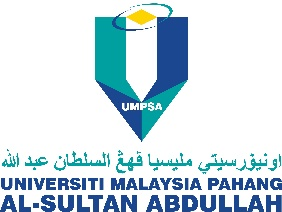 UMPSA
اونيۏرسيتي مليسيا ڤهڠ السلطان عبد الله
UNIVERSITI MALAYSIA PAHANG
AL-SULTAN ABDULLAH